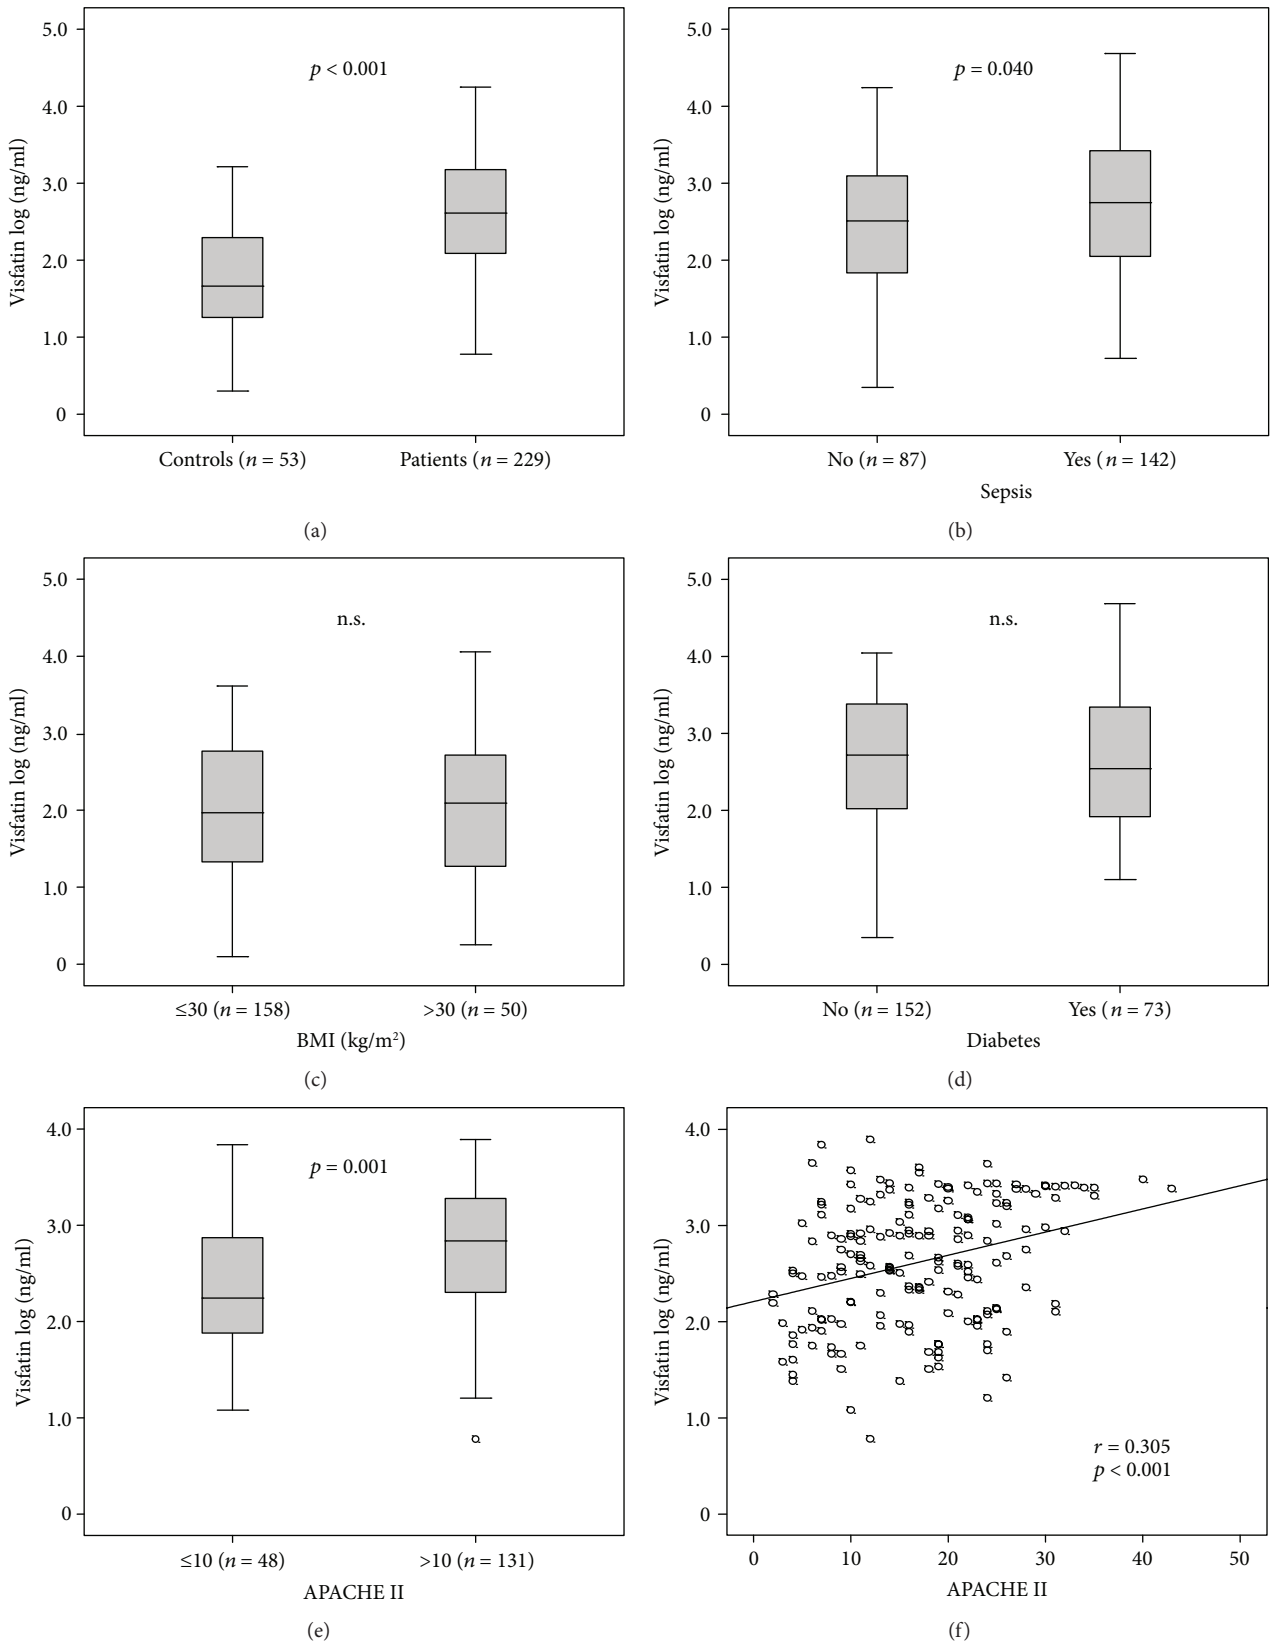 5.0
4.0
3.0
2.0
1.0
0
Visfatin log (ng/ml)
p < 0.001
Controls (n = 53)
Patients (n = 229)
(a)
5.0
4.0
3.0
2.0
1.0
0
Visfatin log (ng/ml)
p = 0.040
No (n = 87)
Yes (n = 142)
Sepsis
(b)
5.0
4.0
3.0
2.0
1.0
0
Visfatin log (ng/ml)
n.s.
≤30 (n = 158)
>30 (n = 50)
BMI (kg/m²)
(c)
5.0
4.0
3.0
2.0
1.0
0
Visfatin log (ng/ml)
n.s.
No (n = 152)
Yes (n = 73)
Diabetes
(d)
4.0
3.0
2.0
1.0
0
Visfatin log (ng/ml)
p = 0.001
≤10 (n = 48)
>10 (n = 131)
APACHE II
(e)
4.0
3.0
2.0
1.0
0
Visfatin log (ng/ml)
r = 0.305
p < 0.001
0 10 20 30 40 50
APACHE II
(f)